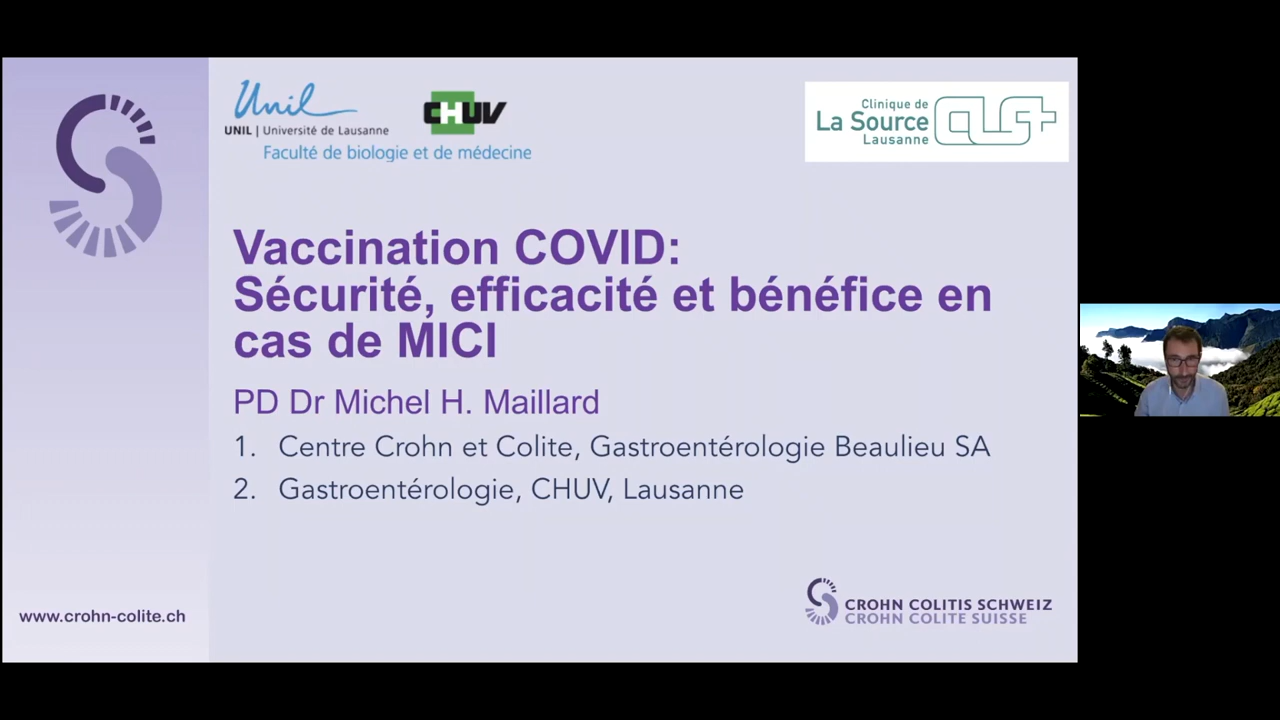 Unil
UNIL | Université de Lausanne
CHUV
Faculté de biologie et de médecine
Clinique de
La Source
Lausanne
Vaccination COVID:
Sécurité, efficacité et bénéfice en
cas de MICI
PD Dr Michel H. Maillard
1. Centre Crohn et Colite, Gastroentérologie Beaulieu SA
2. Gastroentérologie, CHUV, Lausanne
www.crohn-colite.ch
CROHN COLITIS SCHWEIZ
CROHN COLITE SUISSE